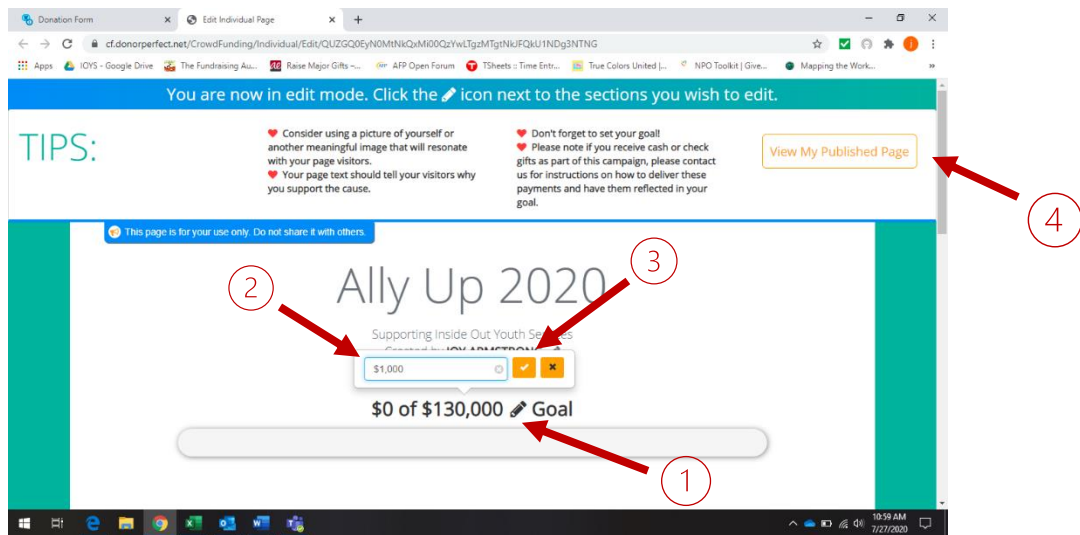 Donation Form
Edit Individual Page
cf.donorperfect.net/CrowdFunding/Individual/Edit/
Apps
IOYS - Google Drive
The Fundraising Au...
Raise Major Gifts –...
AFP Open Forum
TSheets :: Time Entr...
True Colors United |...
NPO Toolkit | Give...
Mapping the Work...
You are now in edit mode. Click the icon next to the sections you wish to edit.
TIPS:
Consider using a picture of yourself or
another meaningful image that will resonate
with your page visitors.
Your page text should tell your visitors why
you support the cause.
Don't forget to set your goal!
Please note if you receive cash or check
gifts as part of this campaign, please contact
us for instructions on how to deliver these
payments and have them reflected in your
goal.
View My Published Page
4
This page is for your use only. Do not share it with others.
2
3
Ally Up 2020
Supporting Inside Out Youth Services
$1,000
$0 of $130,000 Goal
1
10:59 AM
7/27/2020